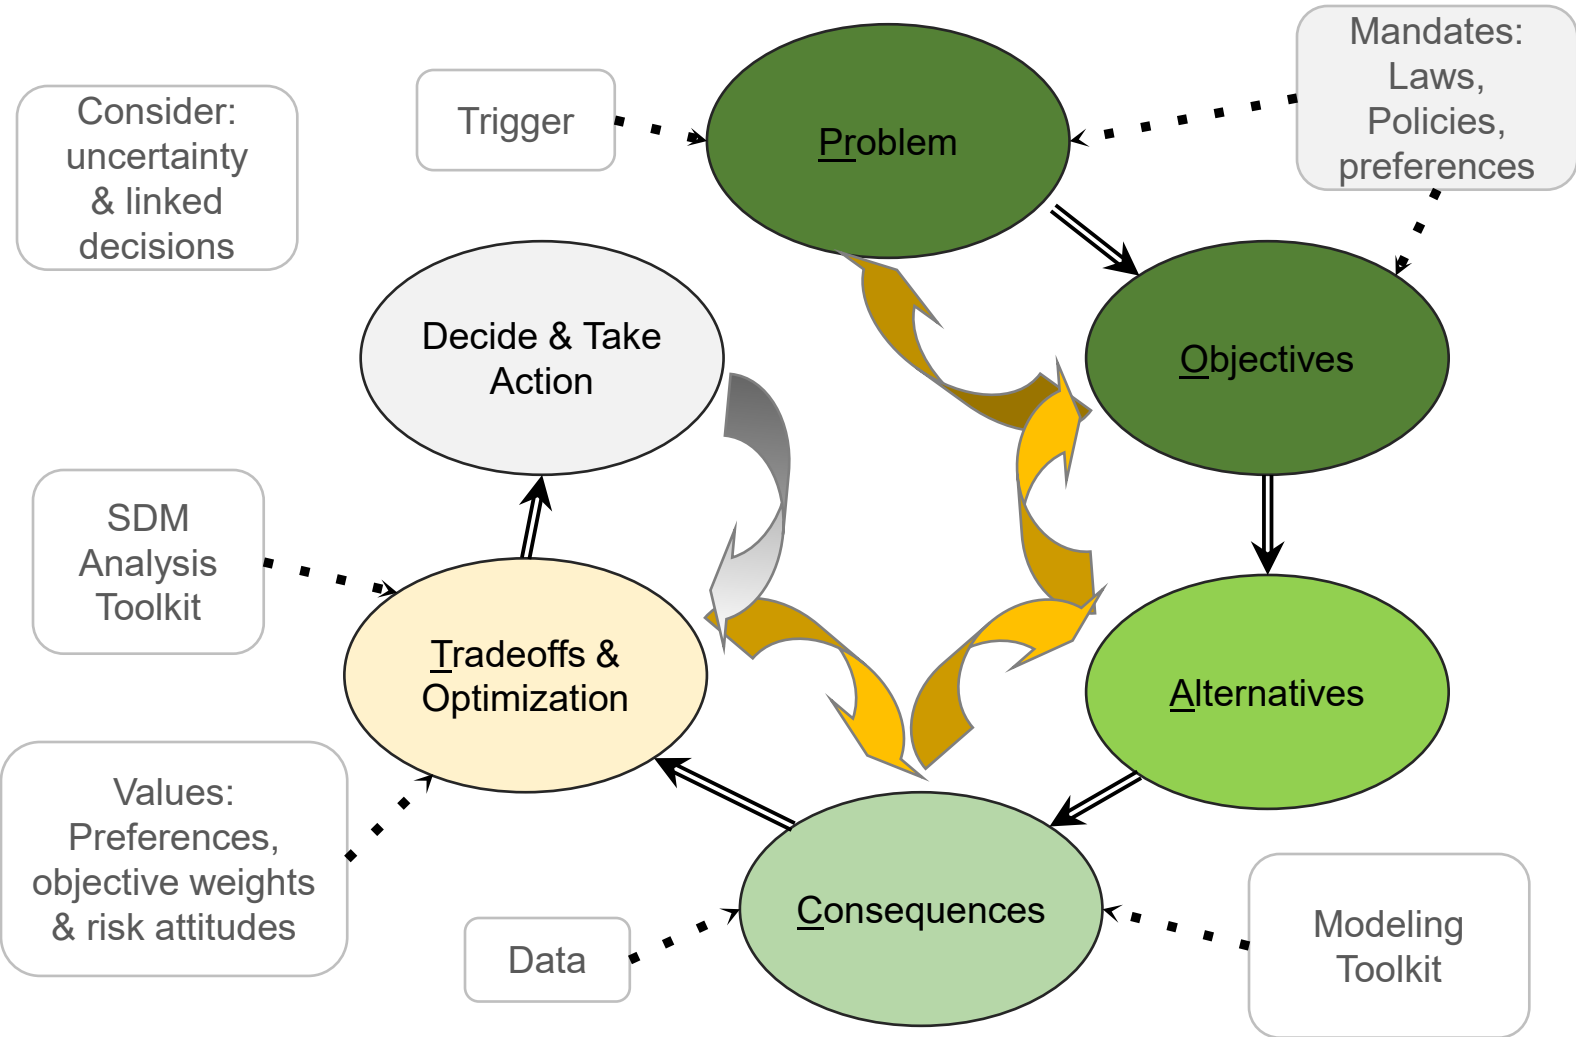 Mandates:
Laws,
Policies,
preferences
Trigger
Problem
Consider:
uncertainty
& linked
decisions
Decide & Take
Action
Objectives
SDM
Analysis
Toolkit
Tradeoffs &
Optimization
Alternatives
Values:
Preferences,
objective weights
& risk attitudes
Data
Consequences
Modeling
Toolkit